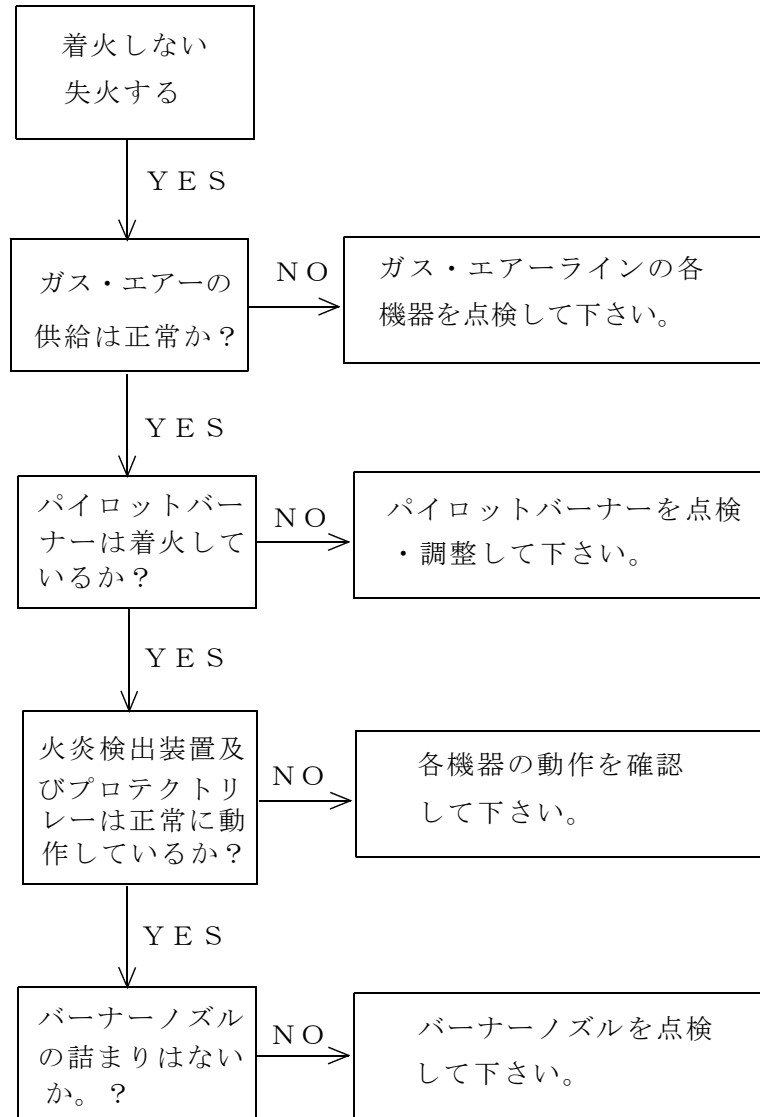 着火しない
失火する
ＹＥＳ
ガス・エアーの
供給は正常か？
ＮＯ
ガス・エアーラインの各
機器を点検して下さい。
ＹＥＳ
パイロットバー
ナーは着火して
いるか？
ＮＯ
パイロットバーナーを点検
・調整して下さい。
ＹＥＳ
火炎検出装置及
びプロテクトリ
レーは正常に動
作しているか？
ＮＯ
各機器の動作を確認
して下さい。
ＹＥＳ
バーナーノズル
の詰まりはない
か。？
ＮＯ
バーナーノズルを点検
して下さい。